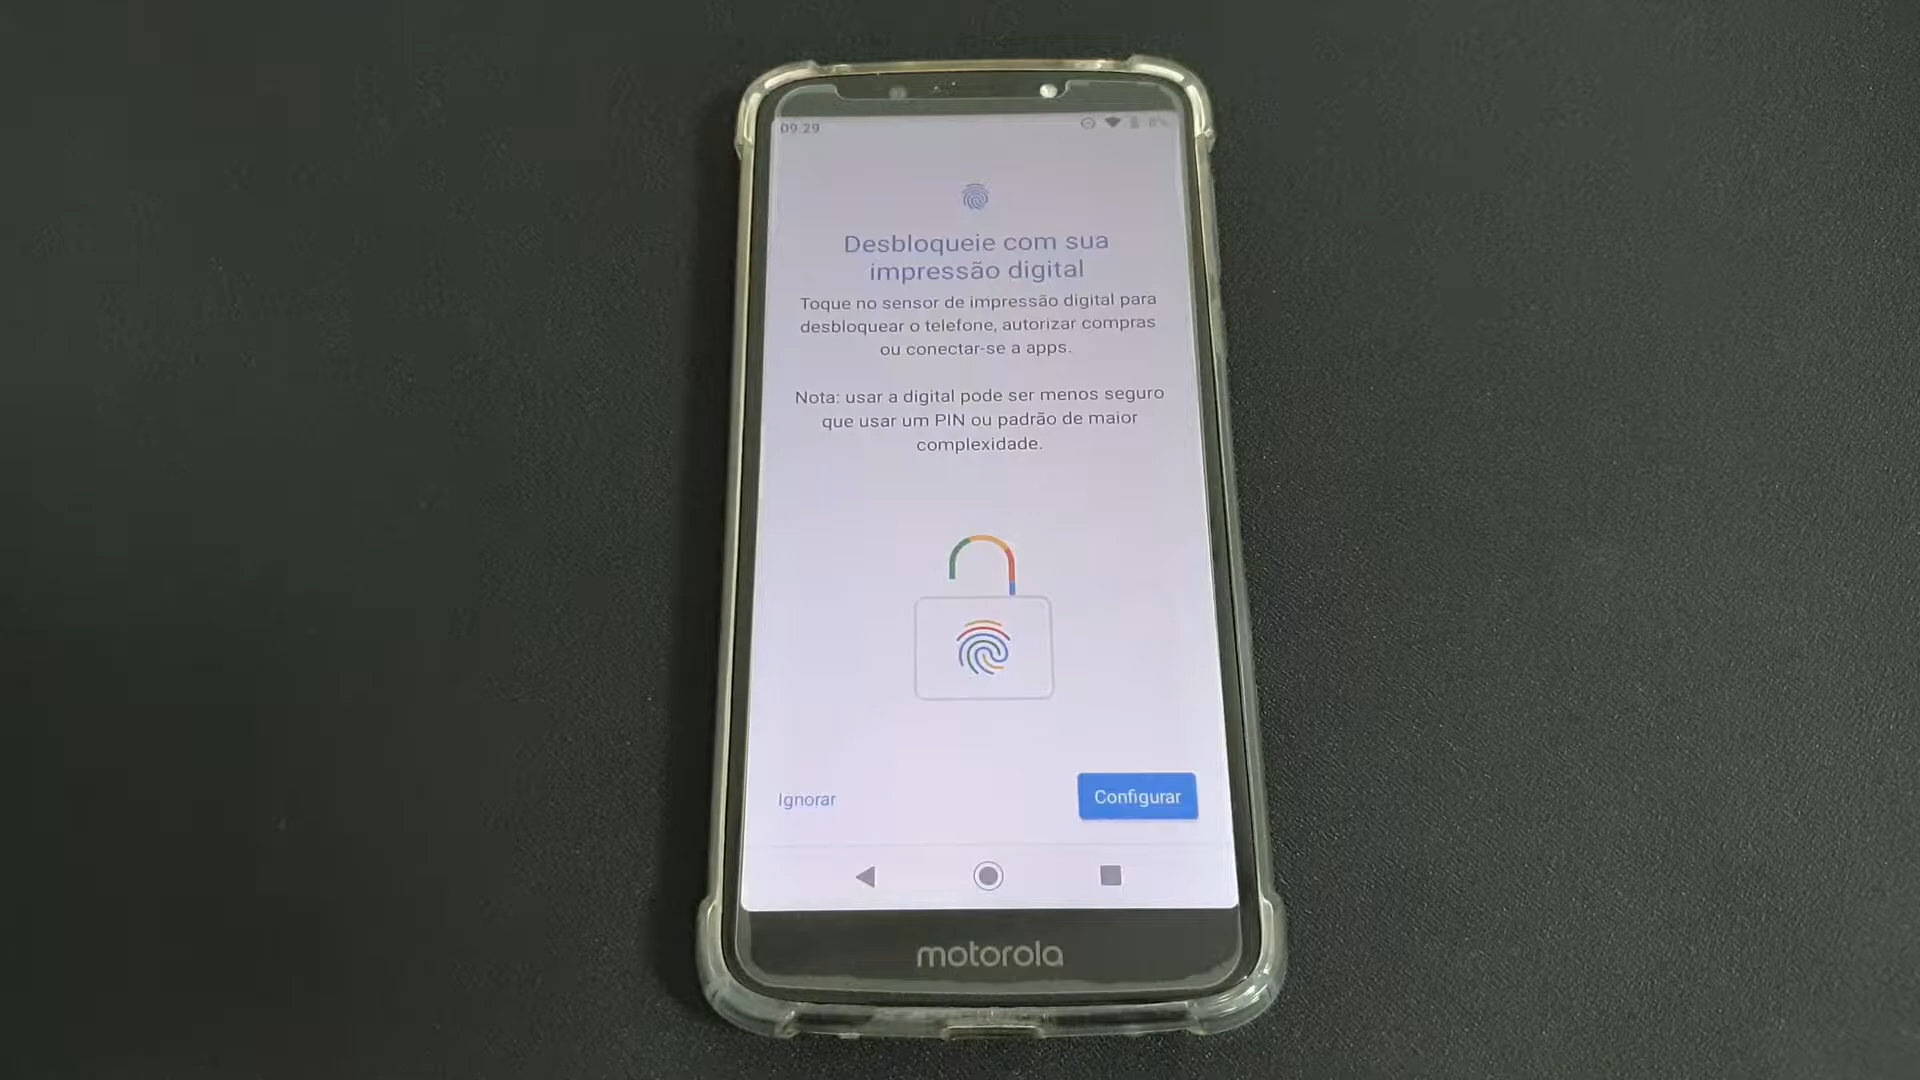 09:29
Desbloqueie com sua
impressão digital
Toque no sensor de impressão digital para
desbloquear o telefone, autorizar compras
ou conectar-se a apps.
Nota: usar a digital pode ser menos seguro
que usar um PIN ou padrão de maior
complexidade.
Ignorar
Configurar
motorola